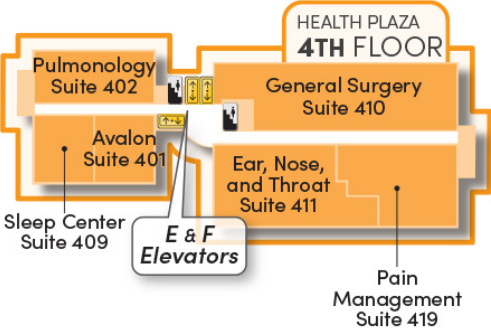 HEALTH PLAZA
4TH FLOOR
Pulmonology
Suite 402
General Surgery
Suite 410
Avalon
Suite 401
Ear, Nose,
and Throat
Suite 411
Sleep Center
Suite 409
E & F
Elevators
Pain
Management
Suite 419